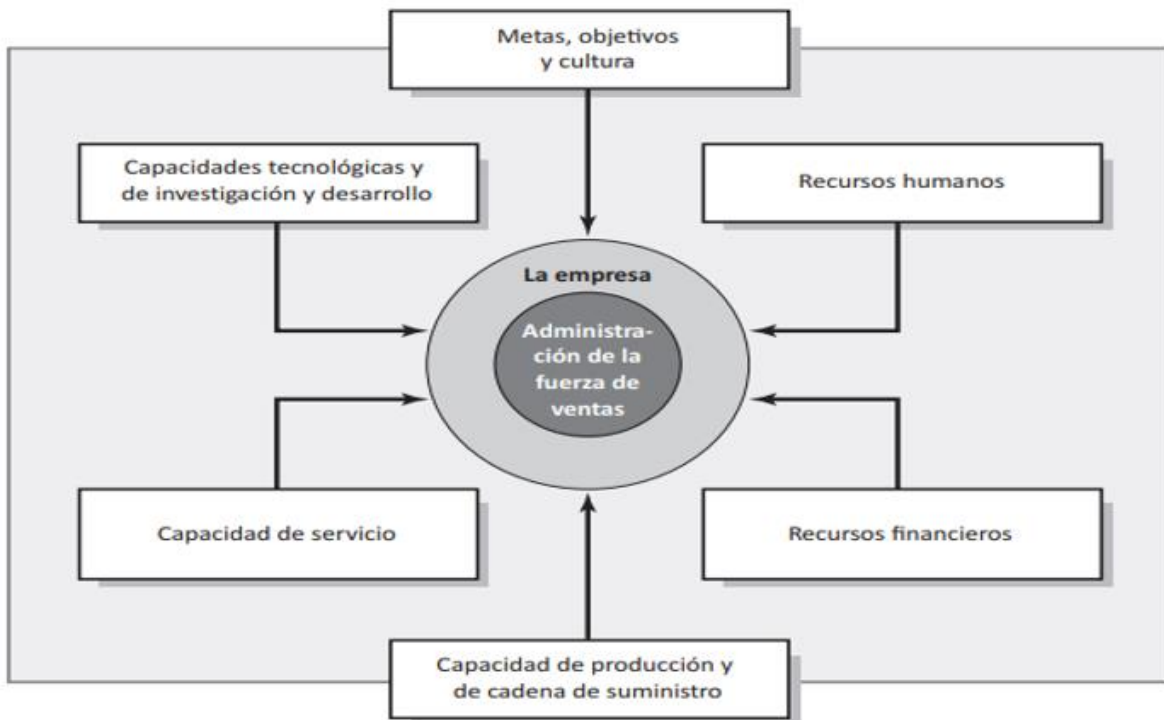 Metas, objetivos
y cultura
Capacidades tecnológicas y
de investigación y desarrollo
Recursos humanos
La empresa
Administra-
ción de la
fuerza de
ventas
Capacidad de servicio
Recursos financieros
Capacidad de producción y
de cadena de suministro